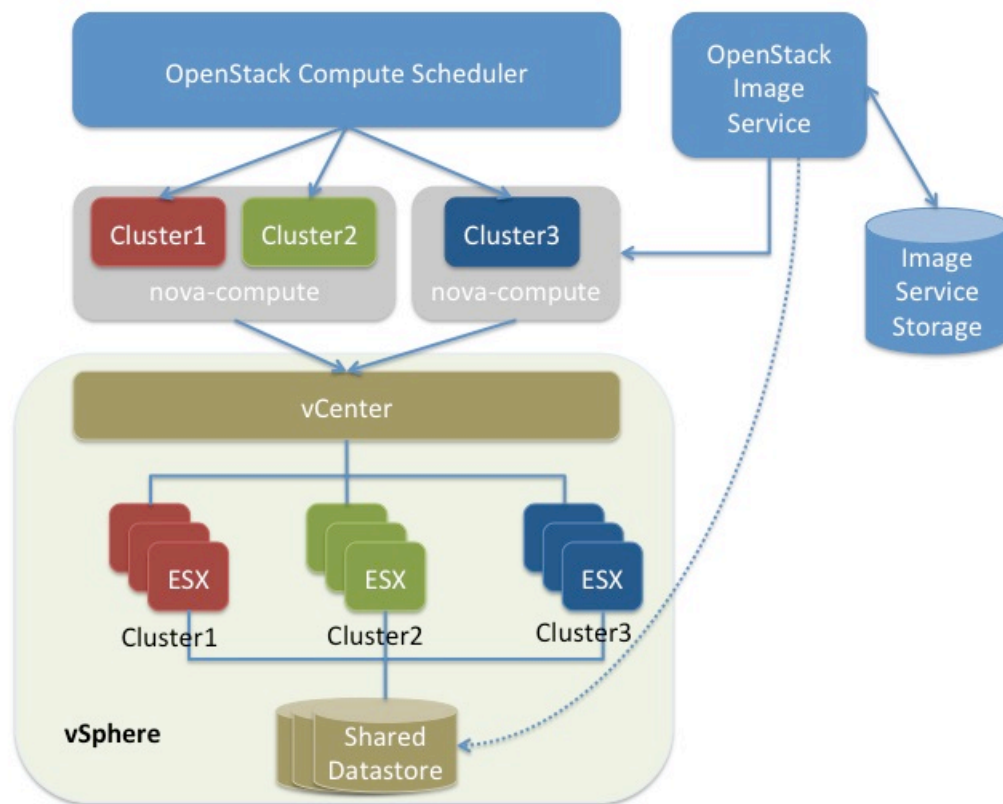 OpenStack Compute Scheduler
OpenStack
Image
Service
Cluster1
Cluster2
nova-compute
Cluster3
nova-compute
Image
Service
Storage
vCenter
ESX
Cluster1
ESX
Cluster2
ESX
Cluster3
vSphere
Shared
Datastore